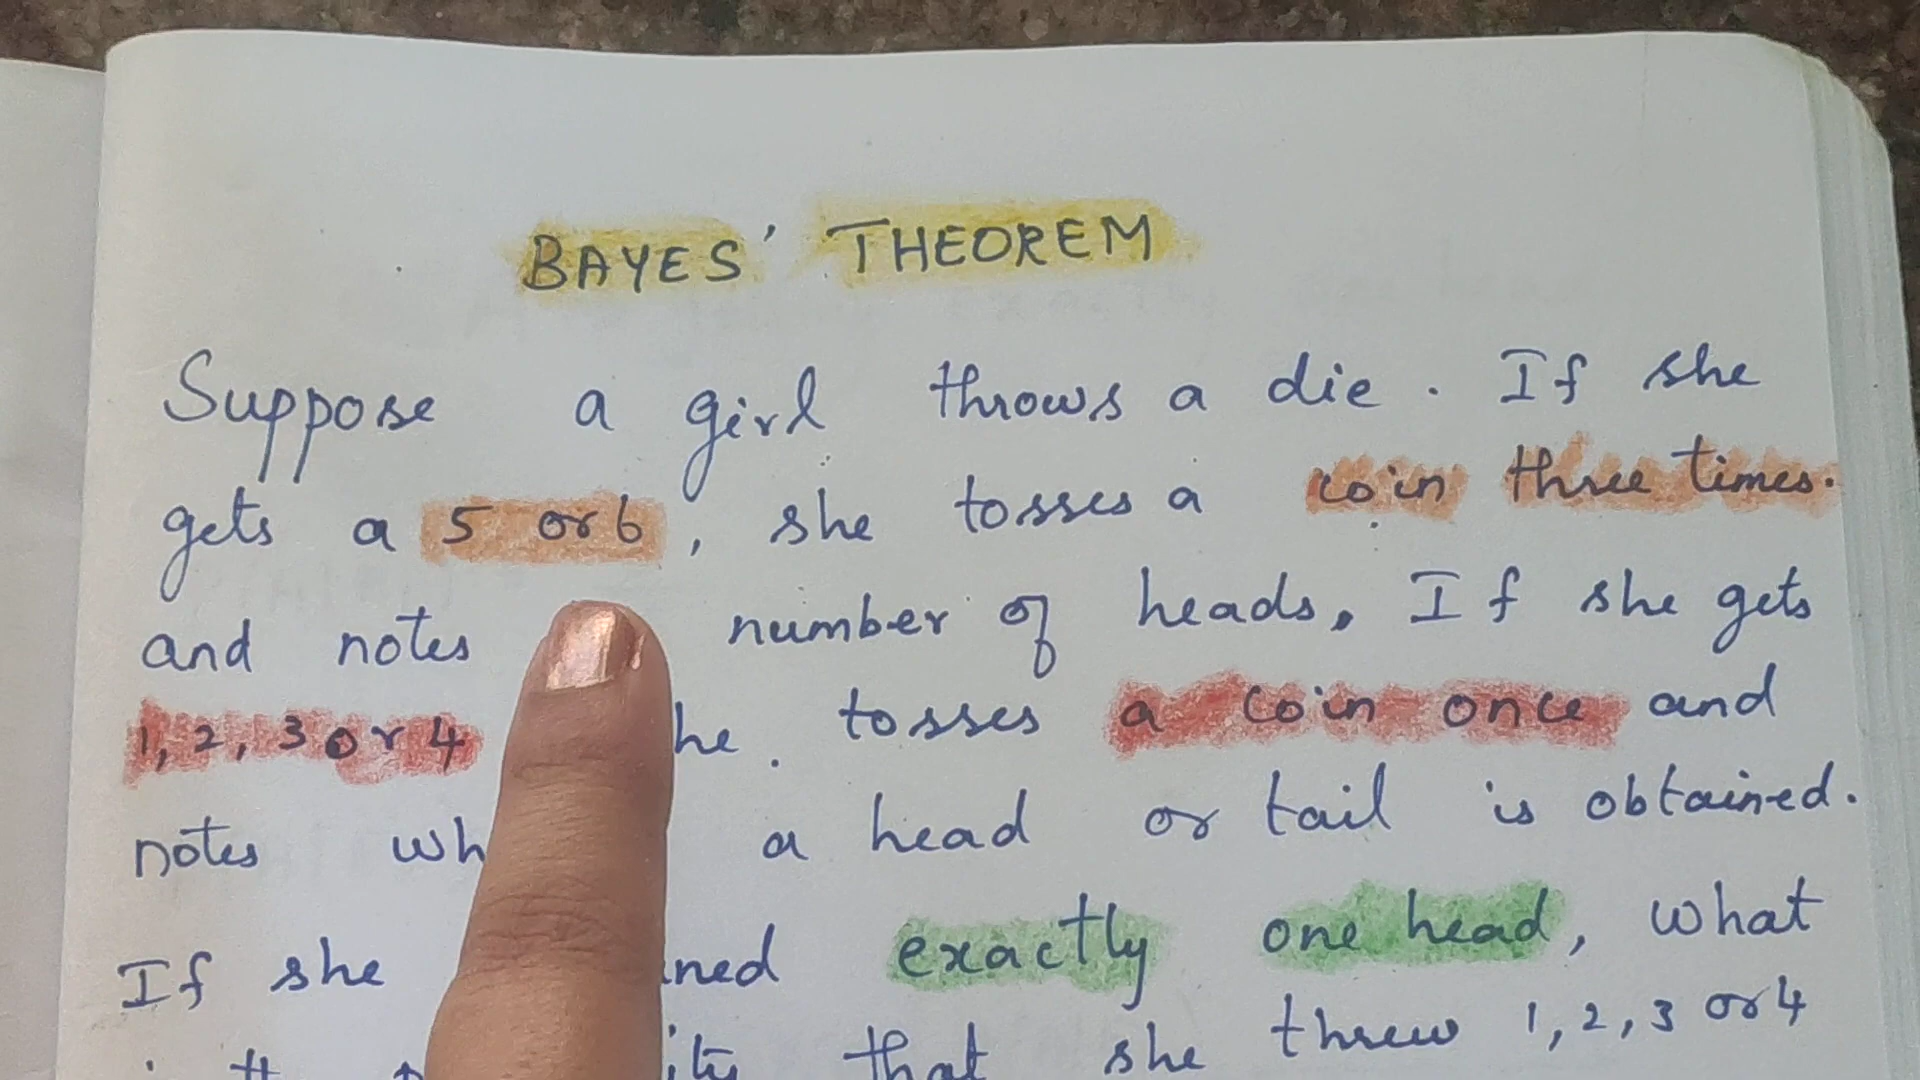 BAYES' THEOREM
Suppose a girl throws a die. If she
gets a 5 or 6, she tosses a coin three times.
and notes number of heads, If she gets
1, 2, 3 or 4 he tosses a coin once and
notes wh a head or tail is obtained.
If she ined exactly one head, what
that she threw 1, 2, 3 or 4